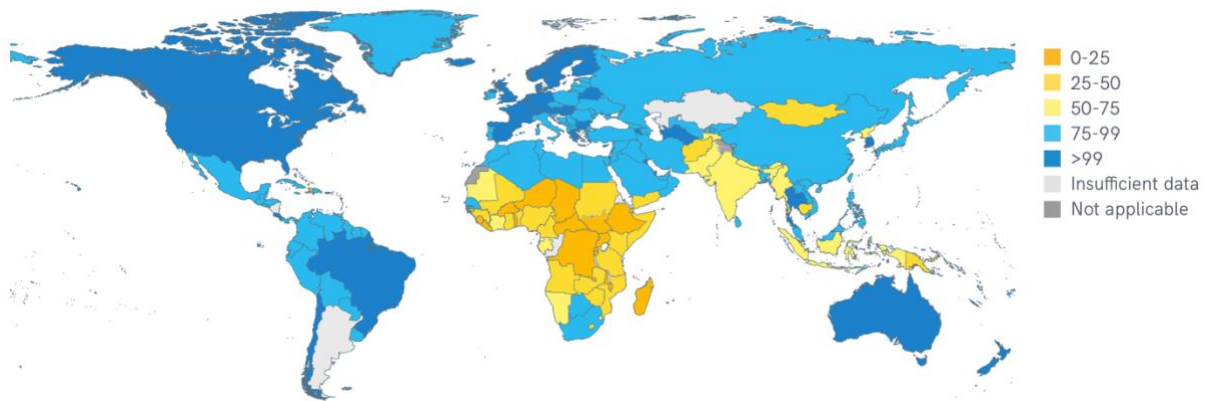 0-25
25-50
50-75
75-99
>99
Insufficient data
Not applicable